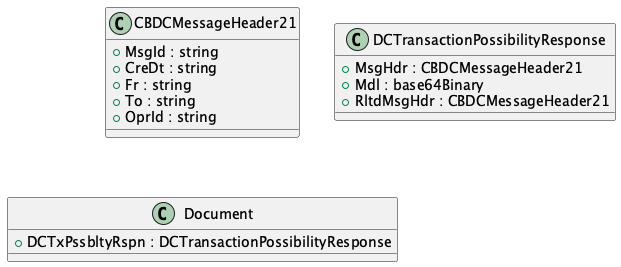 C CBDCMessageHeader21
+ MsgId : string
+ CreDt : string
+ Fr : string
+ To : string
+ OprId : string
C DCTransactionPossibilityResponse
+ MsgHdr : CBDCMessageHeader21
+ Mdl : base64Binary
+ RltdMsgHdr : CBDCMessageHeader21
C Document
+ DCTxPssbltyRspn : DCTransactionPossibilityResponse